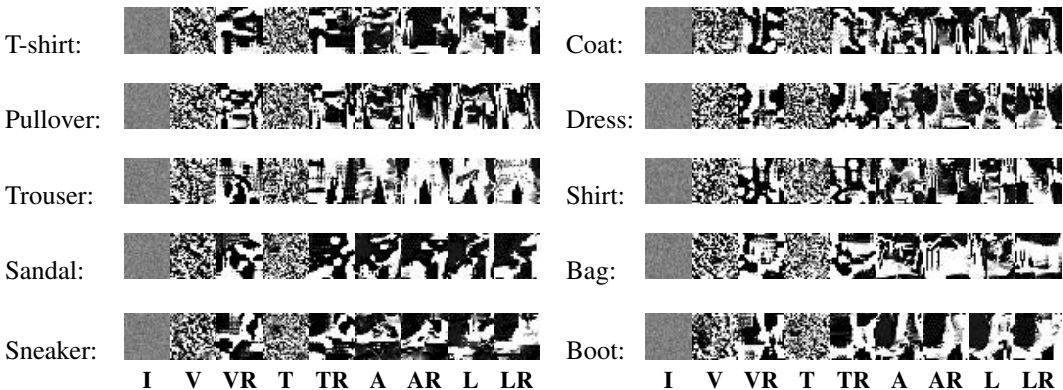 T-shirt: Coat:
Pullover: Dress:
Trouser: Shirt:
Sandal: Bag:
Sneaker: Boot:
I V VR T TR A AR L LR I V VR T TR A AR L LR